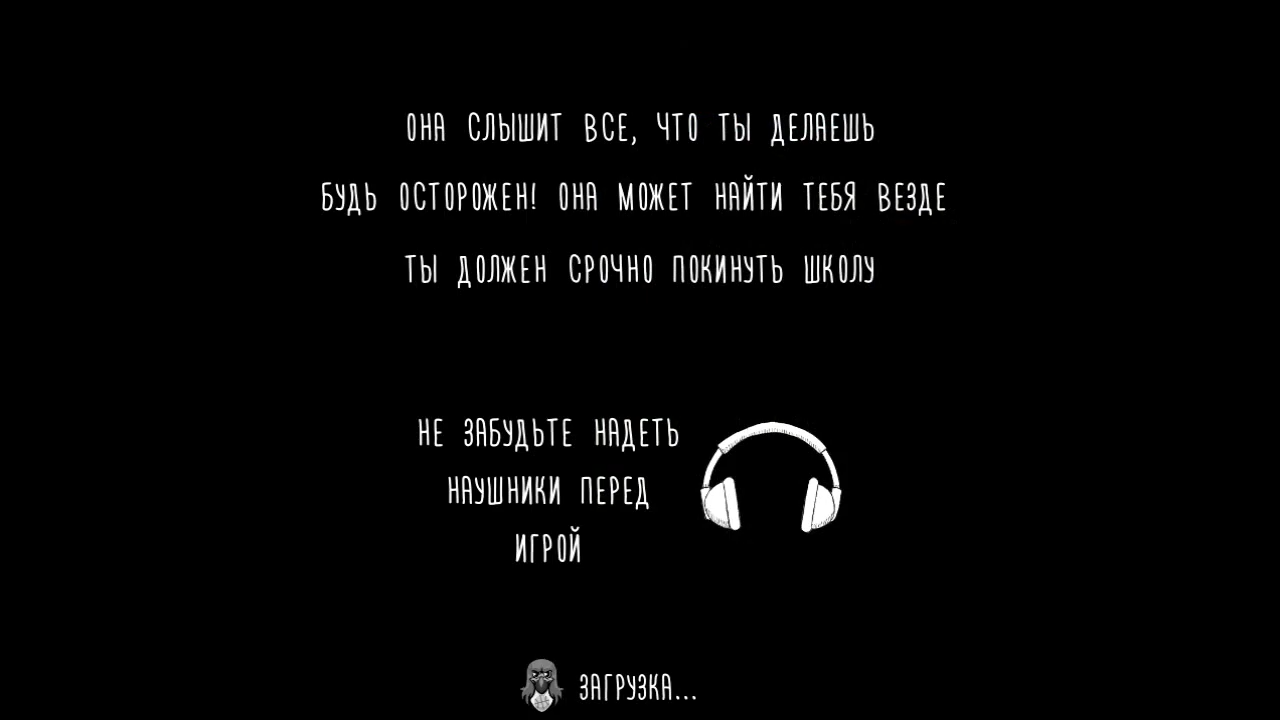 ОНА СЛЫШИТ ВСЕ, ЧТО ТЫ ДЕЛАЕШЬ
БУДЬ ОСТОРОЖЕН! ОНА МОЖЕТ НАЙТИ ТЕБЯ ВЕЗДЕ
ТЫ ДОЛЖЕН СРОЧНО ПОКИНУТЬ ШКОЛУ
НЕ ЗАБУДЬТЕ НАДЕТЬ
НАУШНИКИ ПЕРЕД
ИГРОЙ
ЗАГРУЗКА...